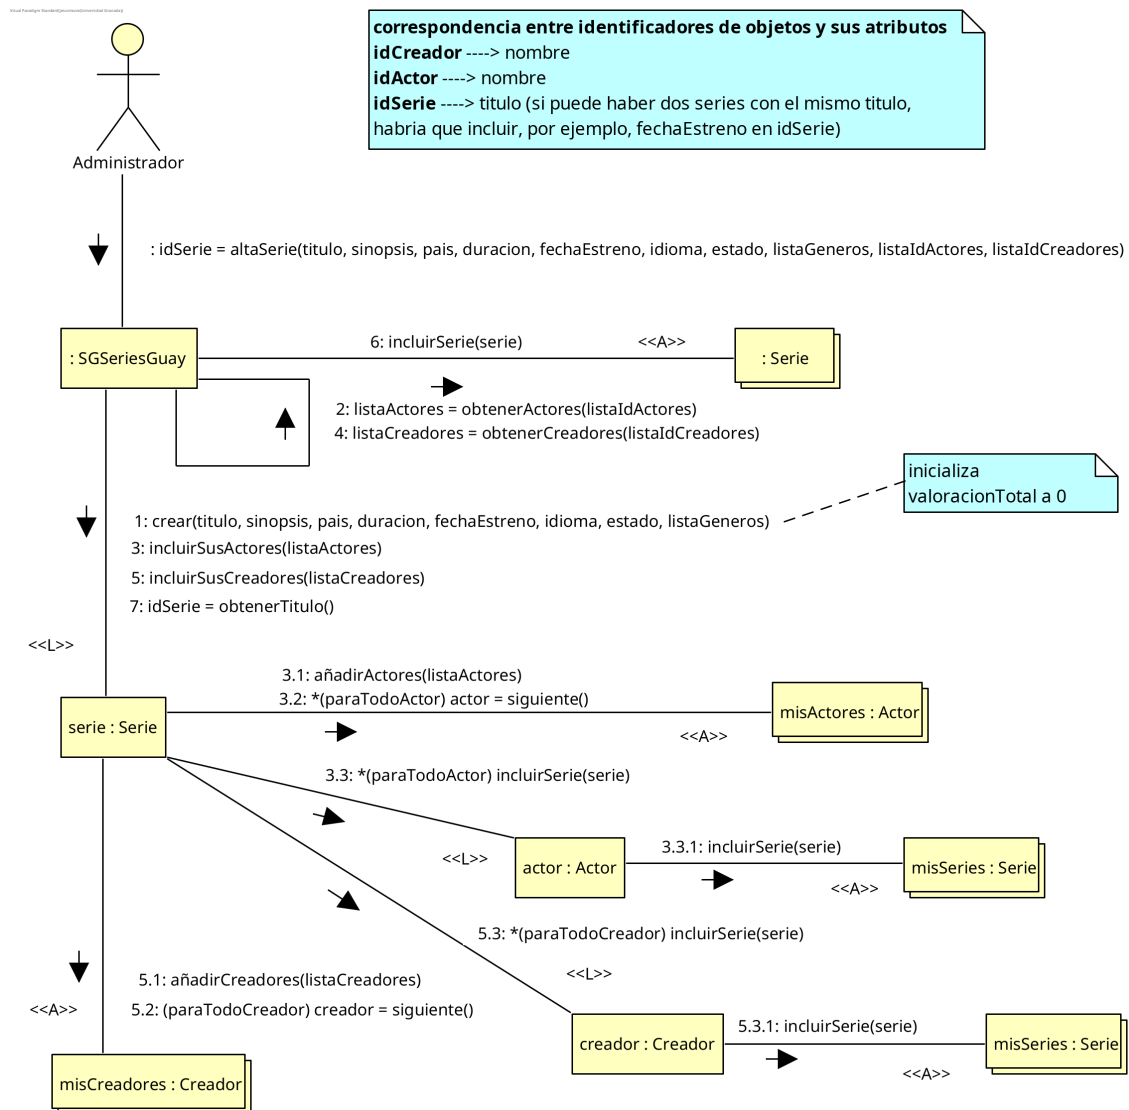 Visual Paradigm Standard(jesusmoone(Universidad Granada))
correspondencia entre identificadores de objetos y sus atributos
idCreador ----> nombre
idActor ----> nombre
idSerie ----> titulo (si puede haber dos series con el mismo titulo,
habria que incluir, por ejemplo, fechaEstreno en idSerie)
Administrador
: idSerie = altaSerie(titulo, sinopsis, pais, duracion, fechaEstreno, idioma, estado, listaGeneros, listaIdActores, listaIdCreadores)
: SGSeriesGuay
6: incluirSerie(serie)
<<A>>
: Serie
2: listaActores = obtenerActores(listaIdActores)
4: listaCreadores = obtenerCreadores(listaIdCreadores)
inicializa
valoracionTotal a 0
1: crear(titulo, sinopsis, pais, duracion, fechaEstreno, idioma, estado, listaGeneros)
3: incluirSusActores(listaActores)
5: incluirSusCreadores(listaCreadores)
7: idSerie = obtenerTitulo()
<<L>>
3.1: añadirActores(listaActores)
3.2: *(paraTodoActor) actor = siguiente()
serie : Serie
misActores : Actor
<<A>>
3.3: *(paraTodoActor) incluirSerie(serie)
<<L>>
actor : Actor
3.3.1: incluirSerie(serie)
<<A>>
misSeries : Serie
5.3: *(paraTodoCreador) incluirSerie(serie)
<<L>>
5.1: añadirCreadores(listaCreadores)
<<A>>
5.2: (paraTodoCreador) creador = siguiente()
creador : Creador
5.3.1: incluirSerie(serie)
<<A>>
misSeries : Serie
misCreadores : Creador